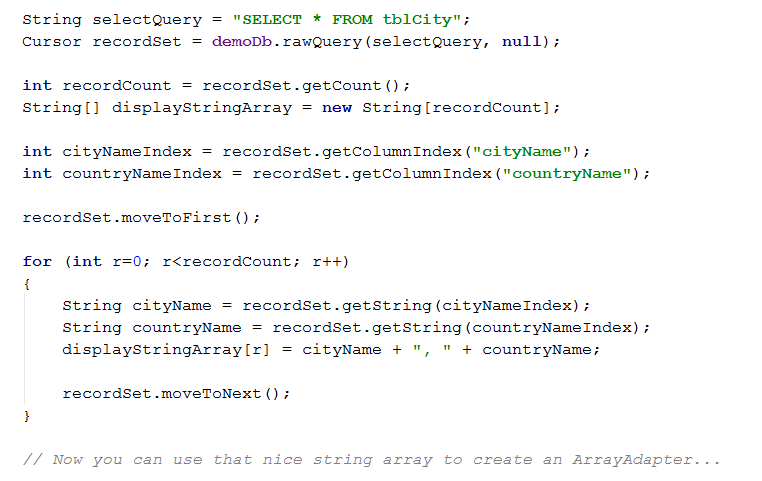 String selectQuery = "SELECT * FROM tblCity";
Cursor recordSet = demoDb.rawQuery(selectQuery, null);

int recordCount = recordSet.getCount();
String[] displayStringArray = new String[recordCount];

int cityNameIndex = recordSet.getColumnIndex("cityName");
int countryNameIndex = recordSet.getColumnIndex("countryName");

recordSet.moveToFirst();

for (int r=0; r<recordCount; r++)
{
    String cityName = recordSet.getString(cityNameIndex);
    String countryName = recordSet.getString(countryNameIndex);
    displayStringArray[r] = cityName + ", " + countryName;

    recordSet.moveToNext();
}

// Now you can use that nice string array to create an ArrayAdapter...